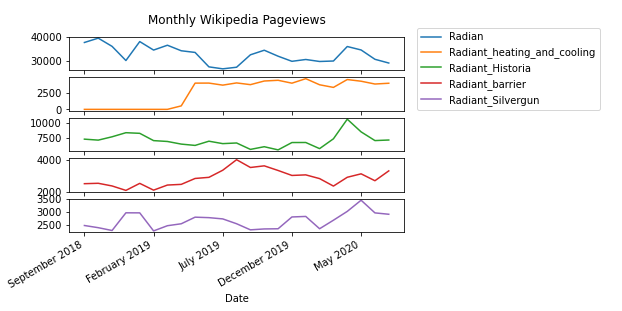 Monthly Wikipedia Pageviews
40000
30000
2500
0
10000
7500
4000
2000
3500
3000
2500
September 2018
February 2019
July 2019
December 2019
May 2020
Date
Radian
Radiant_heating_and_cooling
Radiant_Historia
Radiant_barrier
Radiant_Silvergun